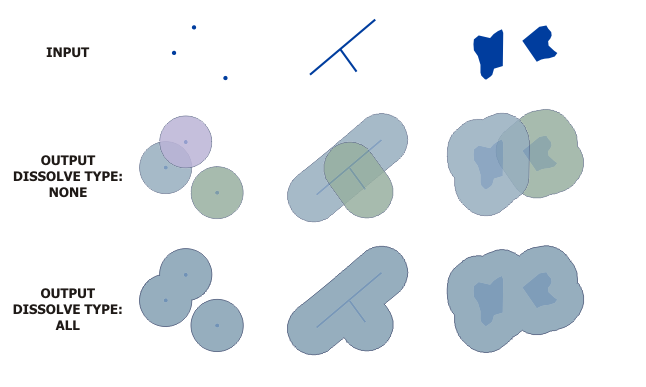 INPUT
OUTPUT
DISSOLVE TYPE:
NONE
OUTPUT
DISSOLVE TYPE:
ALL